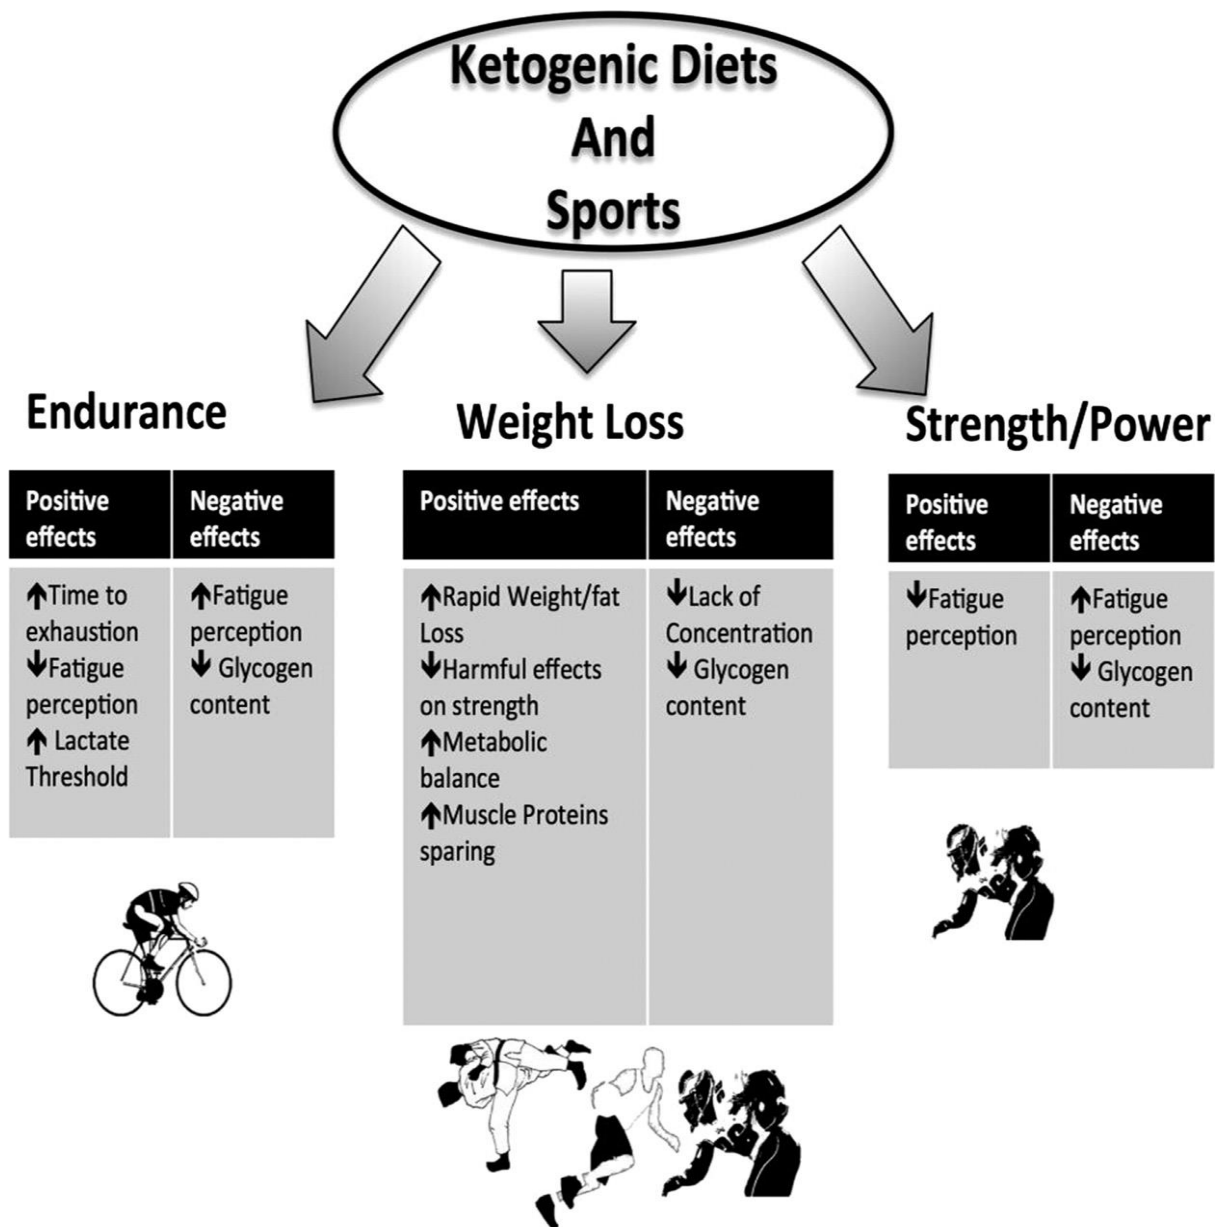 Ketogenic Diets
And
Sports
Endurance
Positive
effects
Negative
effects
↑Time to
exhaustion
↓Fatigue
perception
↑ Lactate
Threshold
↑Fatigue
perception
↓ Glycogen
content
Weight Loss
Positive effects
Negative
effects
↑Rapid Weight/fat
Loss
↓Harmful effects
on strength
↑Metabolic
balance
↑Muscle Proteins
sparing
↓Lack of
Concentration
↓ Glycogen
content
Strength/Power
Positive
effects
Negative
effects
↓Fatigue
perception
↑Fatigue
perception
↓ Glycogen
content